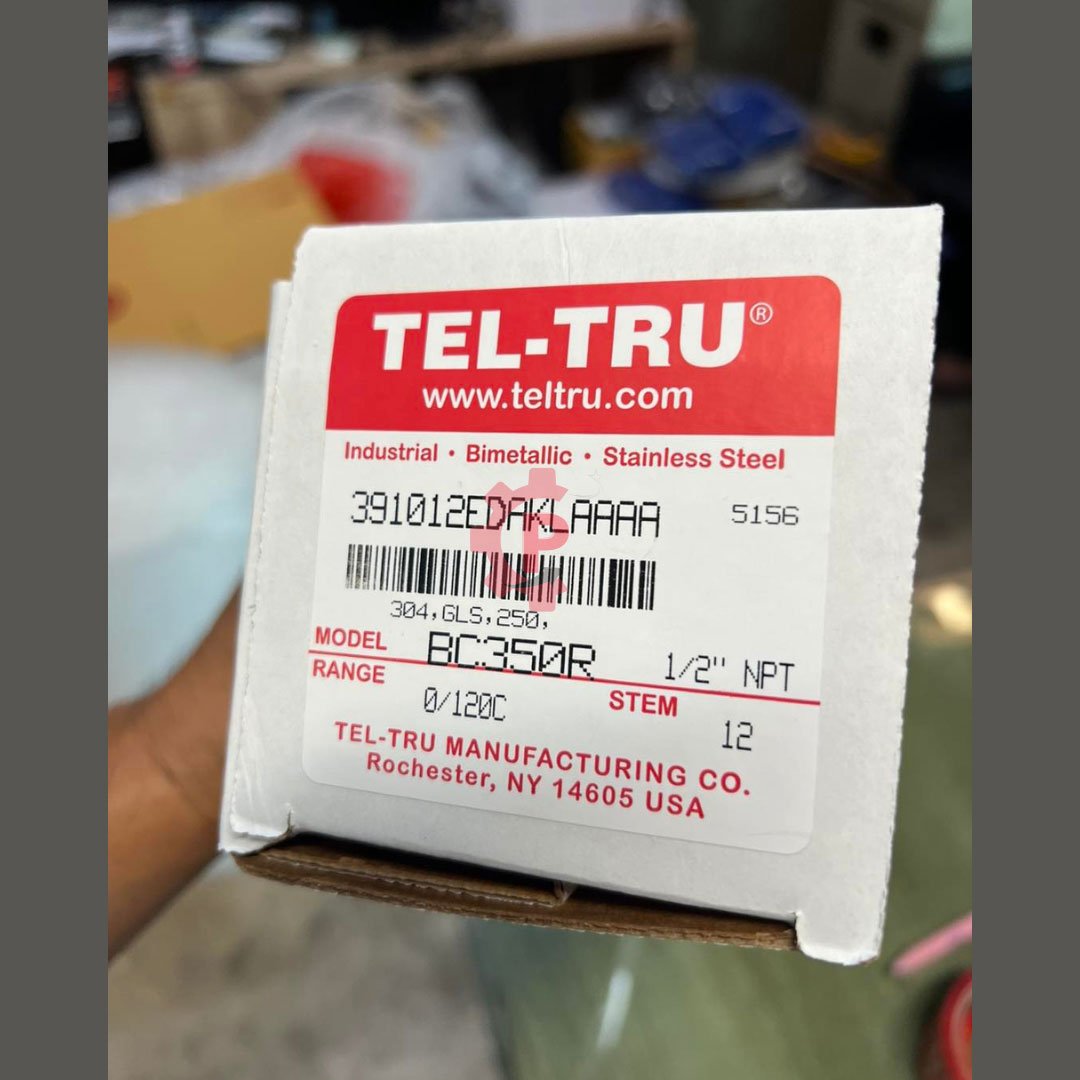 TEL-TRU®
www.teltru.com
Industrial • Bimetallic • Stainless Steel
391012EDAKLAAAA 5156
304,GLS,250,
MODEL BC350R 1/2" NPT
RANGE 0/120C STEM 12
TEL-TRU MANUFACTURING CO.
Rochester, NY 14605 USA